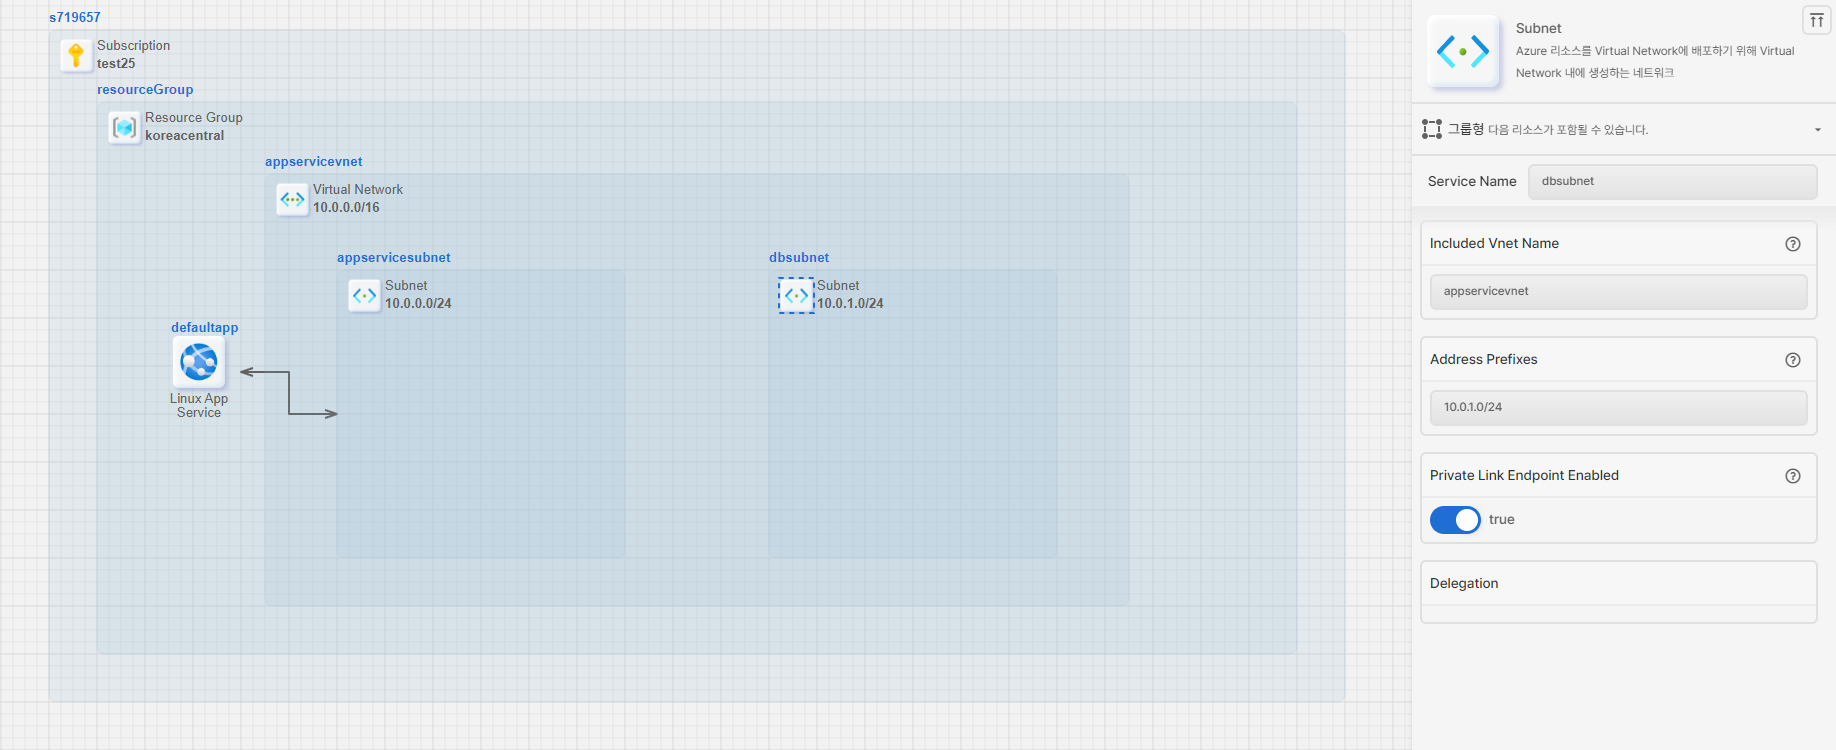 s719657
Subscription
test25
resourceGroup
Resource Group
koreacentral
appservicevnet
Virtual Network
10.0.0.0/16
appservicesubnet
Subnet
10.0.0.0/24
dbsubnet
Subnet
10.0.1.0/24
defaultapp
Linux App
Service
Subnet
Azure 리소스를 Virtual Network에 배포하기 위해 Virtual
Network 내에 생성하는 네트워크
그룹형 다음 리소스가 포함될 수 있습니다.
Service Name
dbsubnet
Included Vnet Name
appservicevnet
Address Prefixes
10.0.1.0/24
Private Link Endpoint Enabled
true
Delegation